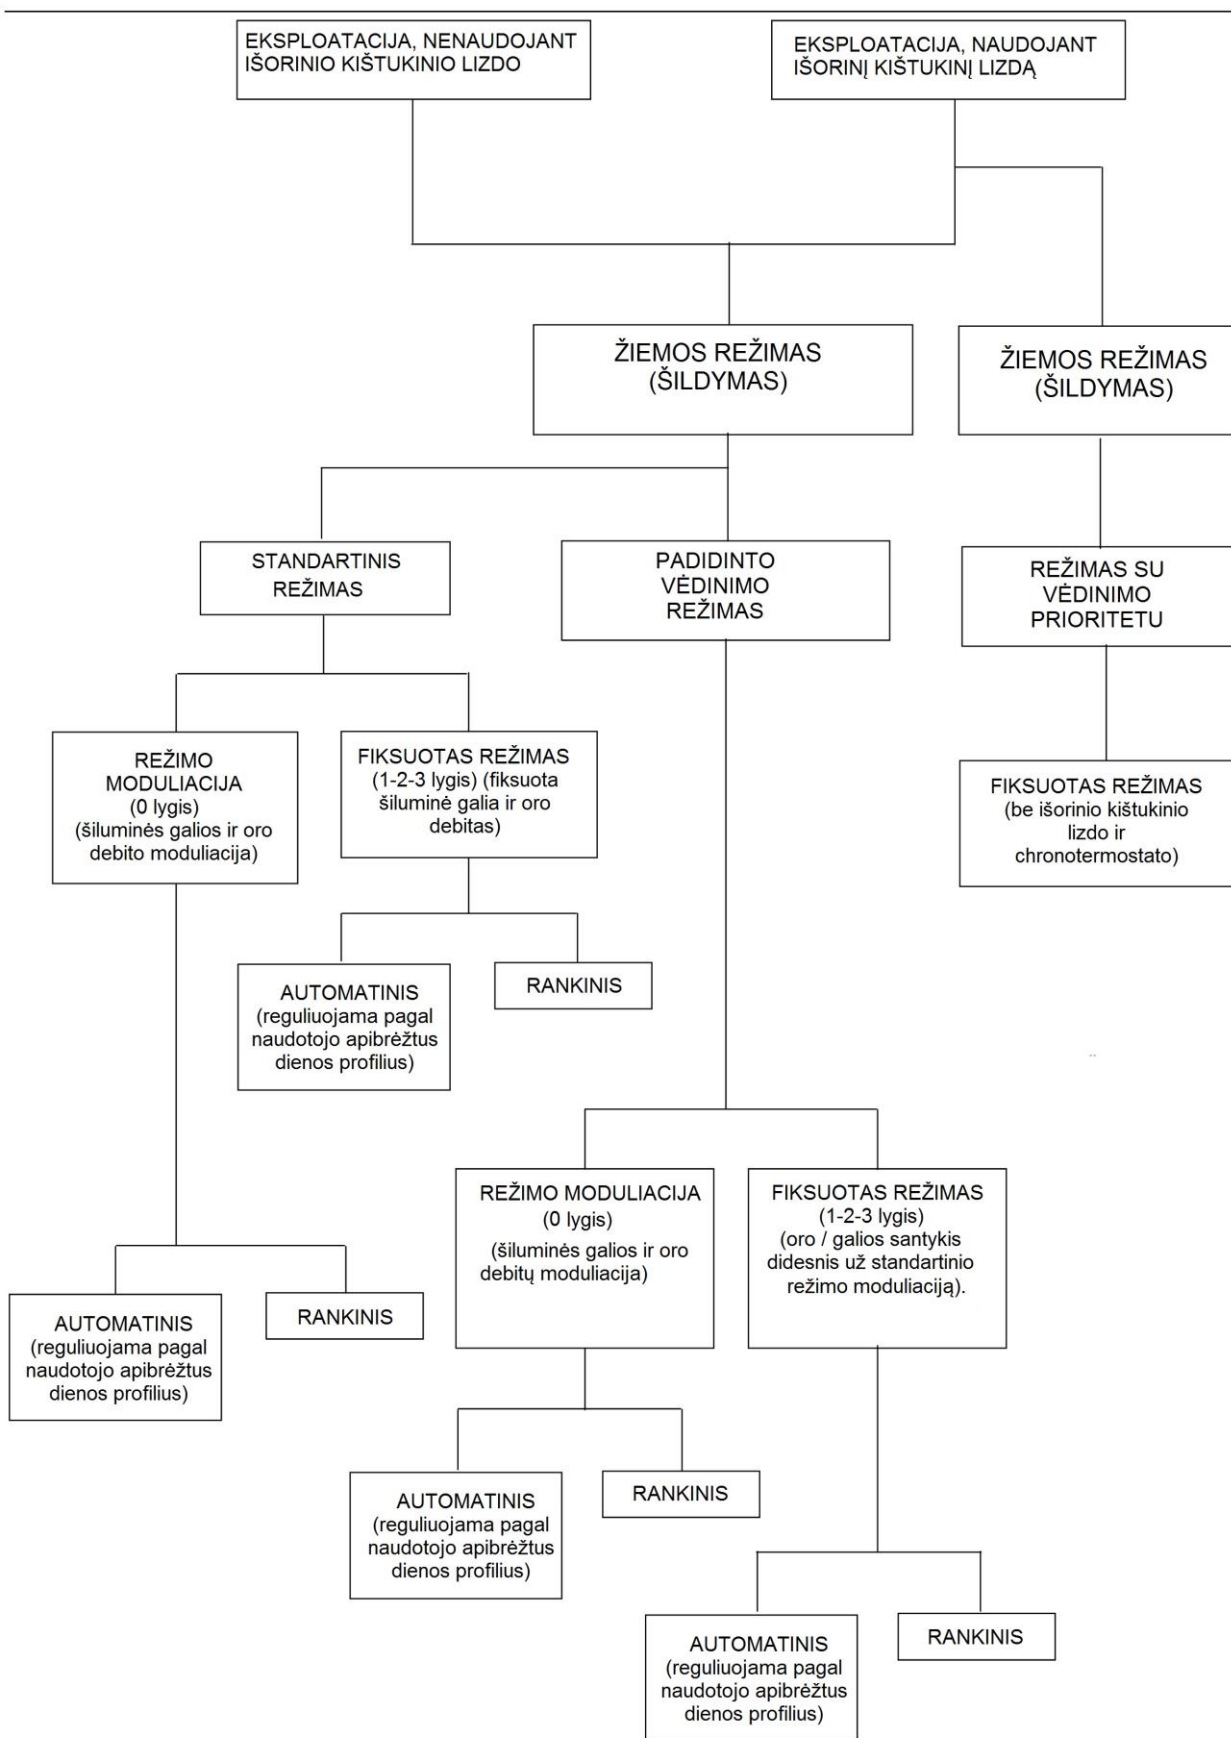 EKSPLOATACIJA, NENAUDOJANT
IŠORINIO KIŠTUKINIO LIZDO
EKSPLOATACIJA, NAUDOJANT
IŠORINĮ KIŠTUKINĮ LIZDĄ
ŽIEMOS REŽIMAS
(ŠILDYMAS)
ŽIEMOS REŽIMAS
(ŠILDYMAS)
STANDARTINIS
REŽIMAS
PADIDINTO
VĖDINIMO
REŽIMAS
REŽIMAS SU
VĖDINIMO
PRIORITETU
REŽIMO
MODULIACIJA
(0 lygis)
(šiluminės galios ir oro
debito moduliacija)
FIKSUOTAS REŽIMAS
(1-2-3 lygis) (fiksuota
šiluminė galia ir oro
debitas)
FIKSUOTAS REŽIMAS
(be išorinio kištukinio
lizdo ir
chronotermostato)
AUTOMATINIS
(reguliuojama pagal
naudotojo apibrėžtus
dienos profilius)
RANKINIS
REŽIMO MODULIACIJA
(0 lygis)
(šiluminės galios ir oro
debitų moduliacija)
FIKSUOTAS REŽIMAS
(1-2-3 lygis)
(oro / galios santykis
didesnis už standartinio
režimo moduliaciją).
AUTOMATINIS
(reguliuojama pagal
naudotojo apibrėžtus
dienos profilius)
RANKINIS
AUTOMATINIS
(reguliuojama pagal
naudotojo apibrėžtus
dienos profilius)
RANKINIS
AUTOMATINIS
(reguliuojama pagal
naudotojo apibrėžtus
dienos profilius)
RANKINIS